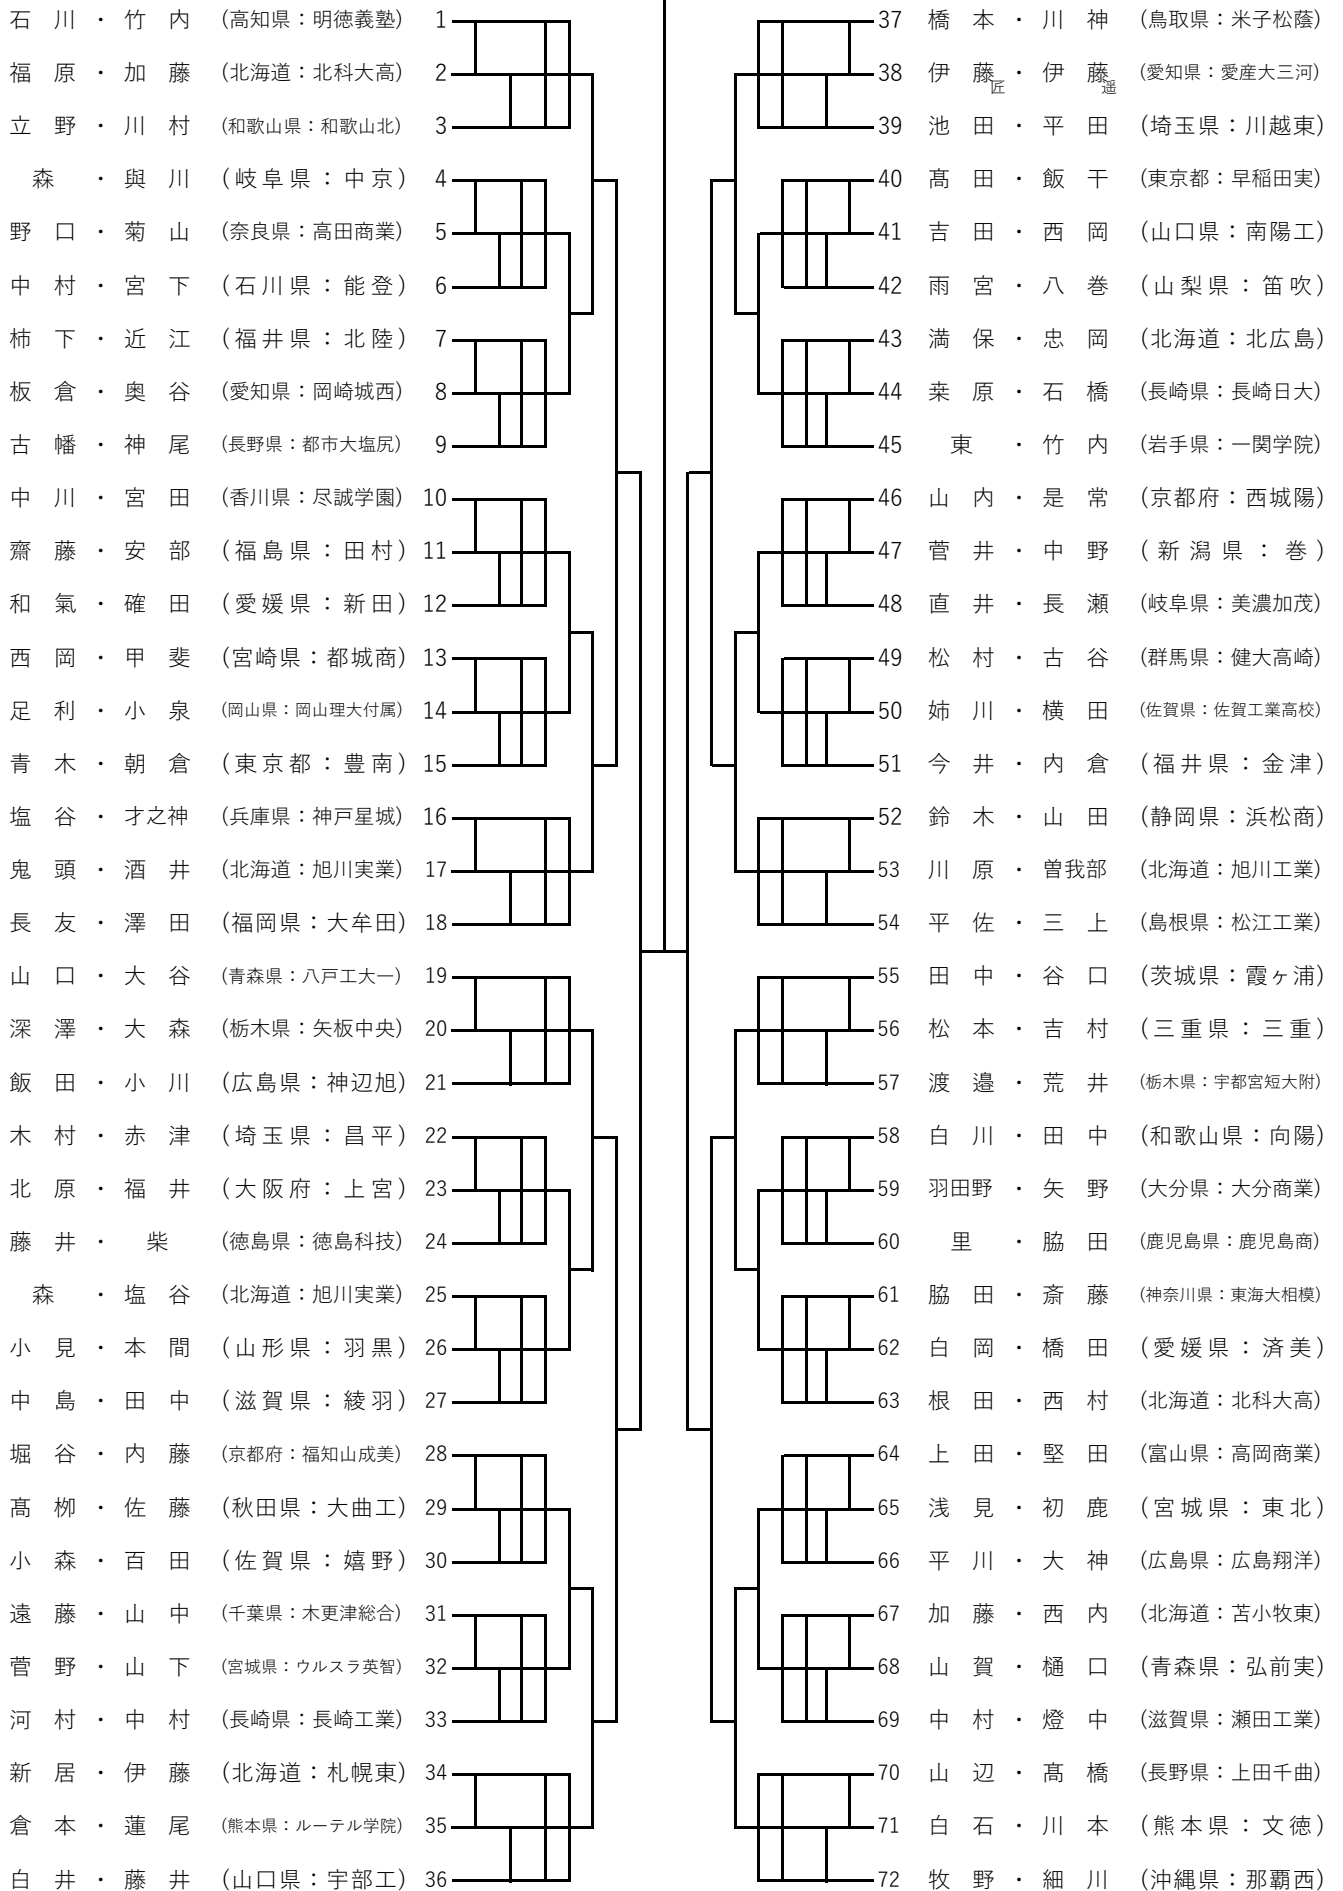 石川・竹内 (高知県：明徳義塾) 1
福原・加藤 (北海道：北科大高) 2
立野・川村 (和歌山県：和歌山北) 3
森・與川 (岐阜県：中京) 4
野口・菊山 (奈良県：高田商業) 5
中村・宮下 (石川県：能登) 6
柿下・近江 (福井県：北陸) 7
板倉・奥谷 (愛知県：岡崎城西) 8
古幡・神尾 (長野県：都市大塩尻) 9
中川・宮田 (香川県：尽誠学園) 10
齋藤・安部 (福島県：田村) 11
和氣・確田 (愛媛県：新田) 12
西岡・甲斐 (宮崎県：都城商) 13
足利・小泉 (岡山県：岡山理大付属) 14
青木・朝倉 (東京都：豊南) 15
塩谷・才之神 (兵庫県：神戸星城) 16
鬼頭・酒井 (北海道：旭川実業) 17
長友・澤田 (福岡県：大牟田) 18
山口・大谷 (青森県：八戸工大一) 19
深澤・大森 (栃木県：矢板中央) 20
飯田・小川 (広島県：神辺旭) 21
木村・赤津 (埼玉県：昌平) 22
北原・福井 (大阪府：上宮) 23
藤井・柴 (徳島県：徳島科技) 24
森・塩谷 (北海道：旭川実業) 25
小見・本間 (山形県：羽黒) 26
中島・田中 (滋賀県：綾羽) 27
堀谷・内藤 (京都府：福知山成美) 28
髙栁・佐藤 (秋田県：大曲工) 29
小森・百田 (佐賀県：嬉野) 30
遠藤・山中 (千葉県：木更津総合) 31
菅野・山下 (宮城県：ウルスラ英智) 32
河村・中村 (長崎県：長崎工業) 33
新居・伊藤 (北海道：札幌東) 34
倉本・蓮尾 (熊本県：ルーテル学院) 35
白井・藤井 (山口県：宇部工) 36
37 橋本・川神 (鳥取県：米子松蔭)
38 伊藤匠・伊藤遥 (愛知県：愛産大三河)
39 池田・平田 (埼玉県：川越東)
40 髙田・飯干 (東京都：早稲田実)
41 吉田・西岡 (山口県：南陽工)
42 雨宮・八巻 (山梨県：笛吹)
43 満保・忠岡 (北海道：北広島)
44 桒原・石橋 (長崎県：長崎日大)
45 東・竹内 (岩手県：一関学院)
46 山内・是常 (京都府：西城陽)
47 菅井・中野 (新潟県：巻)
48 直井・長瀬 (岐阜県：美濃加茂)
49 松村・古谷 (群馬県：健大高崎)
50 姉川・横田 (佐賀県：佐賀工業高校)
51 今井・内倉 (福井県：金津)
52 鈴木・山田 (静岡県：浜松商)
53 川原・曽我部 (北海道：旭川工業)
54 平佐・三上 (島根県：松江工業)
55 田中・谷口 (茨城県：霞ヶ浦)
56 松本・吉村 (三重県：三重)
57 渡邉・荒井 (栃木県：宇都宮短大附)
58 白川・田中 (和歌山県：向陽)
59 羽田野・矢野 (大分県：大分商業)
60 里・脇田 (鹿児島県：鹿児島商)
61 脇田・斎藤 (神奈川県：東海大相模)
62 白岡・橋田 (愛媛県：済美)
63 根田・西村 (北海道：北科大高)
64 上田・堅田 (富山県：高岡商業)
65 浅見・初鹿 (宮城県：東北)
66 平川・大神 (広島県：広島翔洋)
67 加藤・西内 (北海道：苫小牧東)
68 山賀・樋口 (青森県：弘前実)
69 中村・燈中 (滋賀県：瀬田工業)
70 山辺・髙橋 (長野県：上田千曲)
71 白石・川本 (熊本県：文徳)
72 牧野・細川 (沖縄県：那覇西)